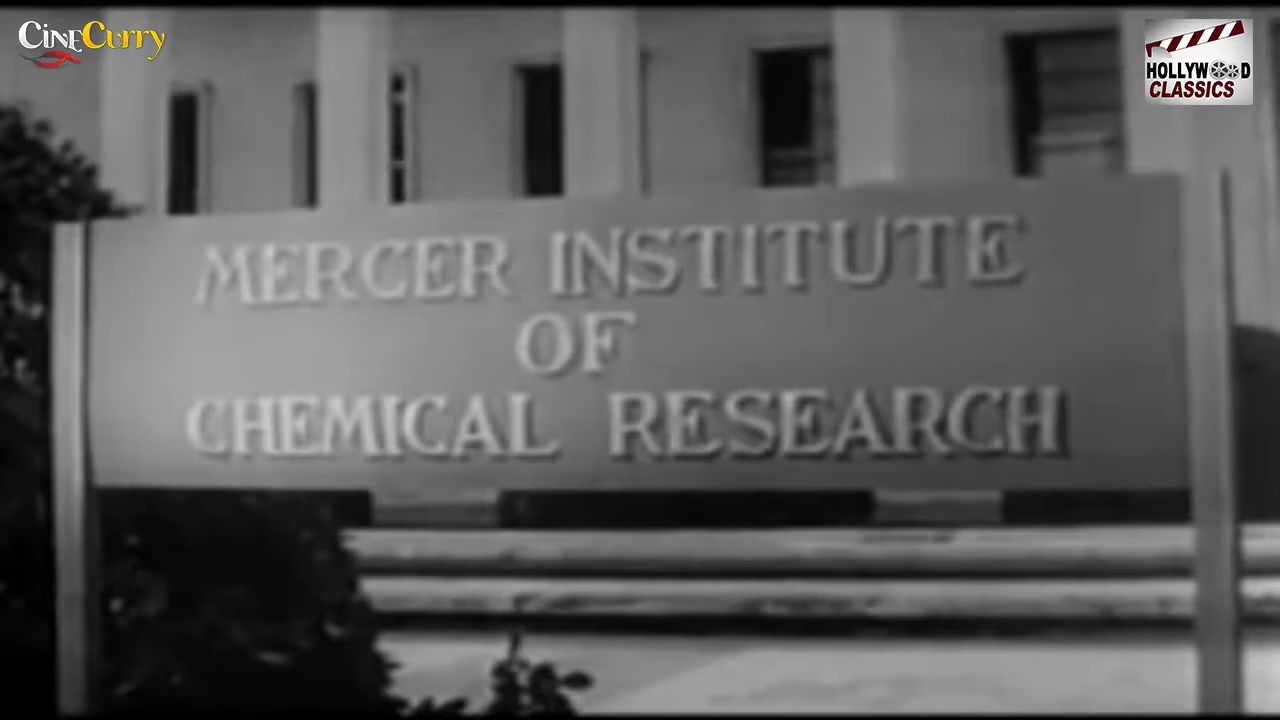 CINECURRY
HOLLYWOOD
CLASSICS
MERCER INSTITUTE
OF
CHEMICAL RESEARCH